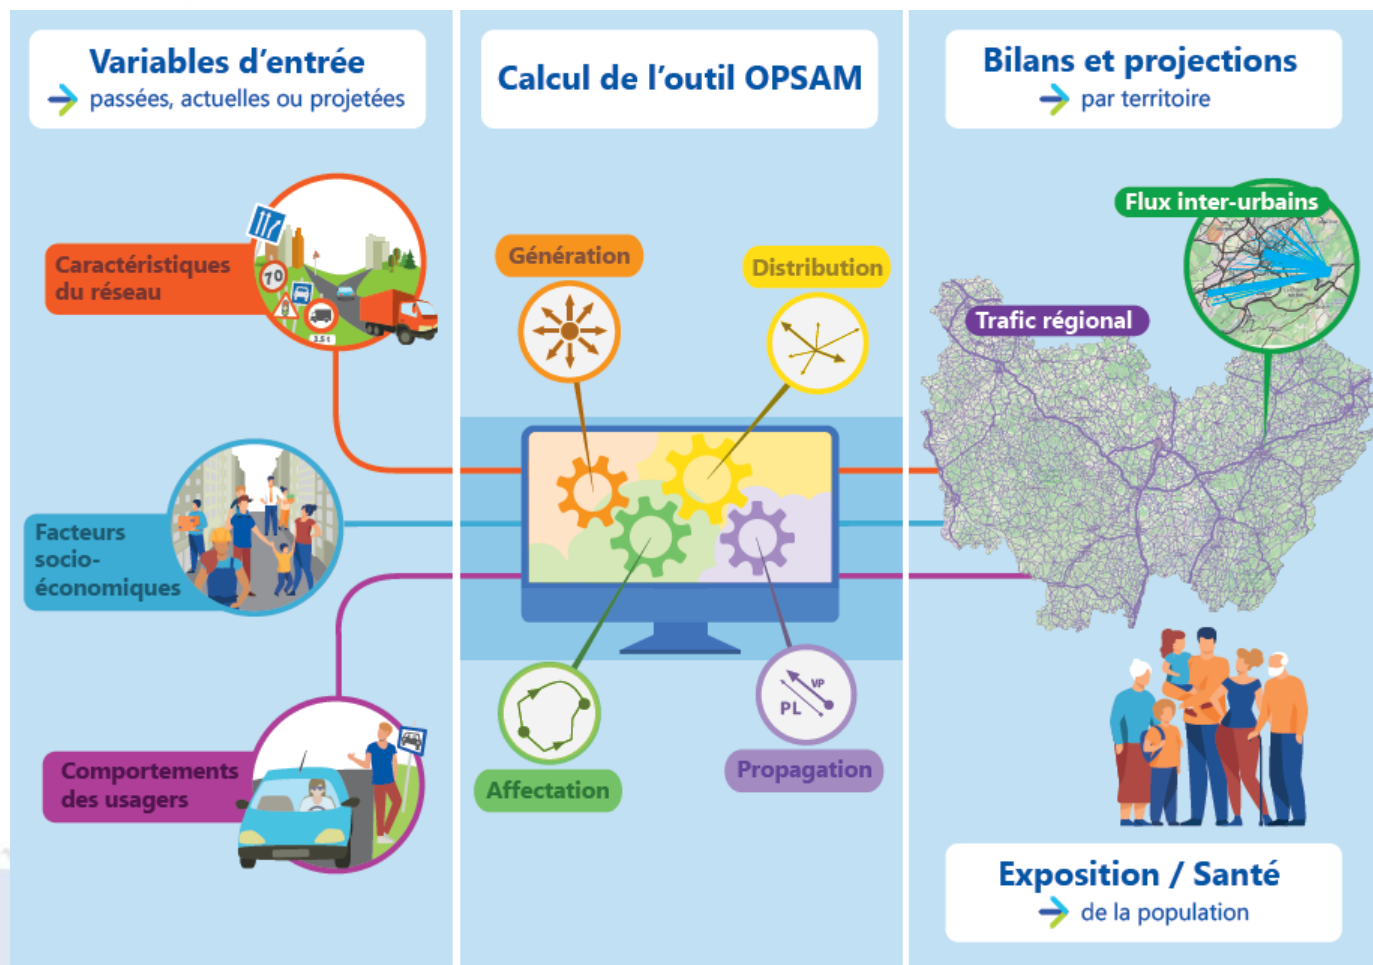 Variables d'entrée
passées, actuelles ou projetées
Caractéristiques
du réseau
70
3.5 t
Facteurs
socio-
économiques
Comportements
des usagers
Calcul de l'outil OPSAM
Génération
Distribution
Affectation
VP
PL
Propagation
Bilans et projections
par territoire
Flux inter-urbains
Trafic régional
Exposition / Santé
de la population